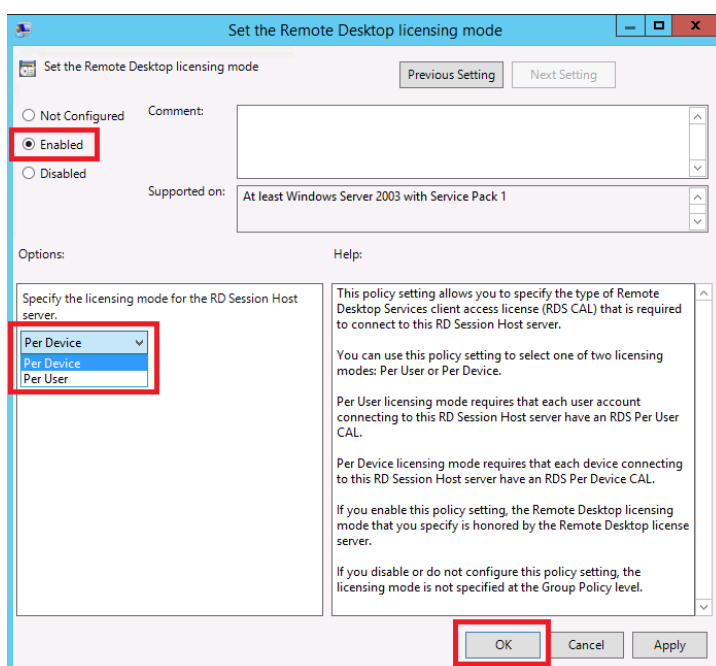 Set the Remote Desktop licensing mode
Set the Remote Desktop licensing mode
Previous Setting
Next Setting
Not Configured
Comment:
Enabled
Disabled
Supported on:
At least Windows Server 2003 with Service Pack 1
Options:
Help:
Specify the licensing mode for the RD Session Host
server.
Per Device
Per Device
Per User
This policy setting allows you to specify the type of Remote
Desktop Services client access license (RDS CAL) that is required
to connect to this RD Session Host server.
You can use this policy setting to select one of two licensing
modes: Per User or Per Device.
Per User licensing mode requires that each user account
connecting to this RD Session Host server have an RDS Per User
CAL.
Per Device licensing mode requires that each device connecting
to this RD Session Host server have an RDS Per Device CAL.
If you enable this policy setting, the Remote Desktop licensing
mode that you specify is honored by the Remote Desktop license
server.
If you disable or do not configure this policy setting, the
licensing mode is not specified at the Group Policy level.
OK
Cancel
Apply